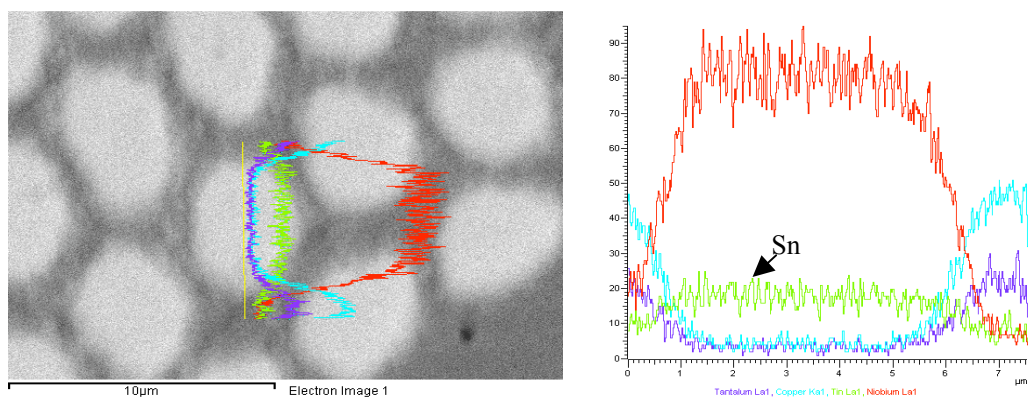 10µm
Electron Image 1
90
80
70
60
50
40
30
20
10
0
Sn
0 1 2 3 4 5 6 7
µm
Tantalum La1, Copper Ka1, Tin La1, Niobium La1